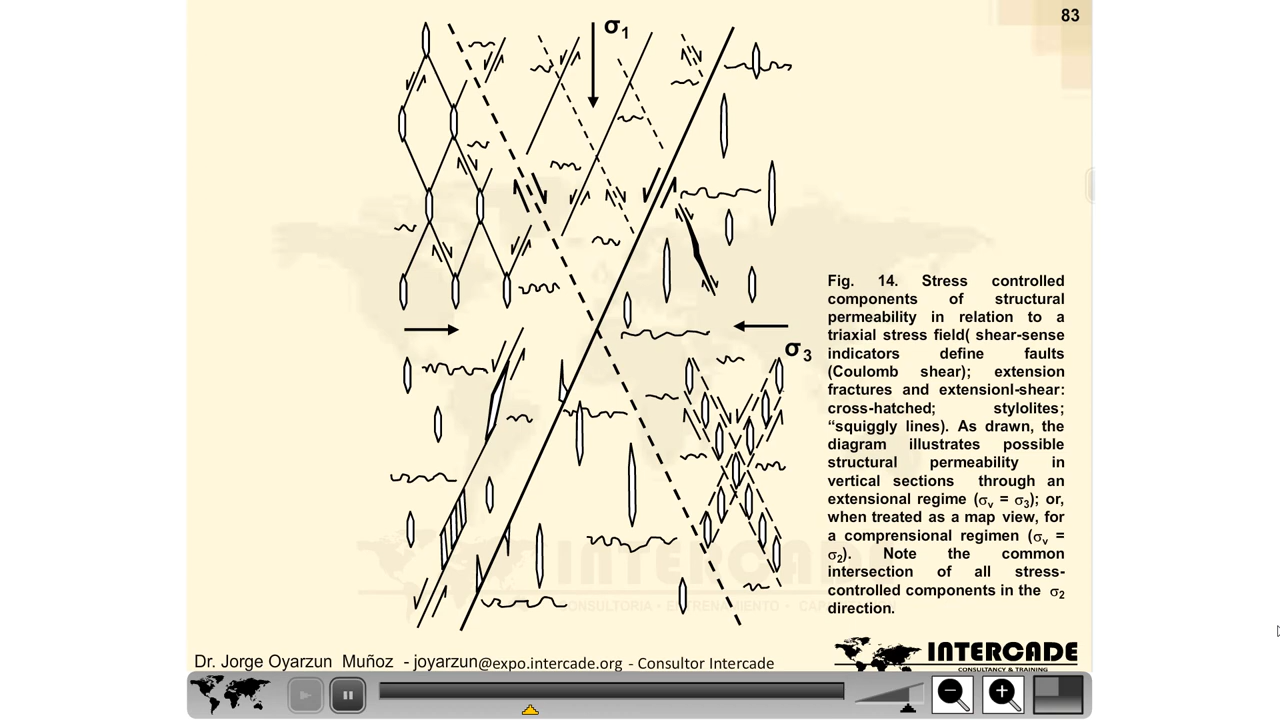 83
σ1
σ3
Fig. 14. Stress controlled
components of structural
permeability in relation to a
triaxial stress field( shear-sense
indicators define faults
(Coulomb shear); extension
fractures and extensionl-shear:
cross-hatched; stylolites;
“squiggly lines). As drawn, the
diagram illustrates possible
structural permeability in
vertical sections through an
extensional regime (σv = σ3); or,
when treated as a map view, for
a comprensional regimen (σv =
σ2). Note the common
intersection of all stress-
controlled components in the σ2
direction.
INTERCADE
CONSULTORIA - ENTRENAMIENTO - CAP
Dr. Jorge Oyarzun Muñoz - joyarzun@expo.intercade.org - Consultor Intercade
INTERCADE
CONSULTANCY & TRAINING